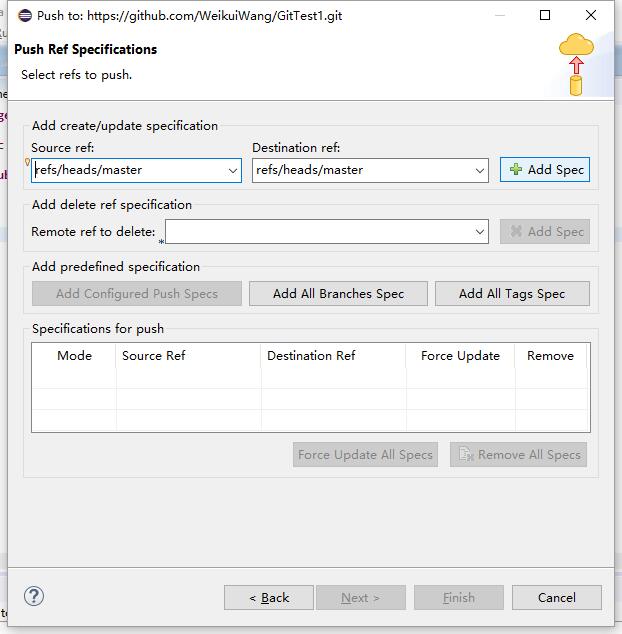 Push to: https://github.com/WeikuiWang/GitTest1.git
Push Ref Specifications
Select refs to push.
Add create/update specification
Source ref: Destination ref:
refs/heads/master refs/heads/master Add Spec
Add delete ref specification
Remote ref to delete: Add Spec
Add predefined specification
Add Configured Push Specs Add All Branches Spec Add All Tags Spec
Specifications for push
Mode Source Ref Destination Ref Force Update Remove
Force Update All Specs Remove All Specs
? < Back Next > Finish Cancel